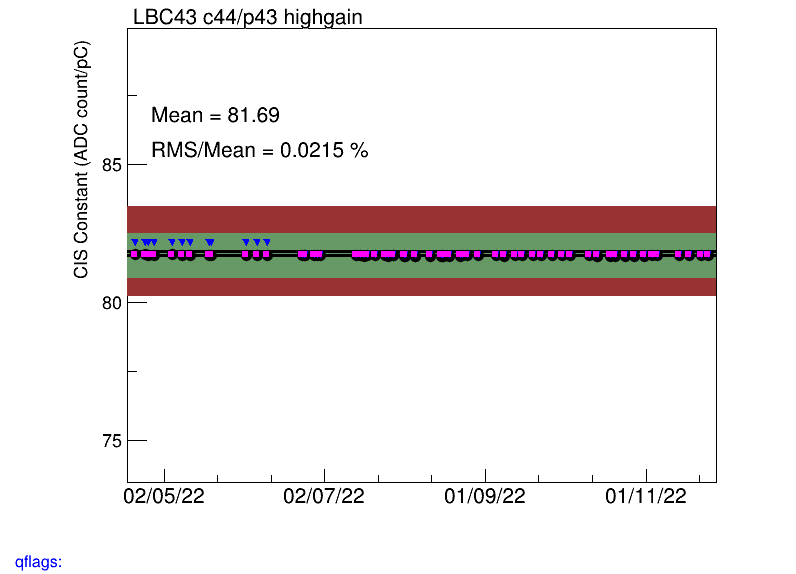 LBC43 c44/p43 highgain
CIS Constant (ADC count/pC)
Mean = 81.69
RMS/Mean = 0.0215 %
85
80
75
02/05/22
02/07/22
01/09/22
01/11/22
qflags: